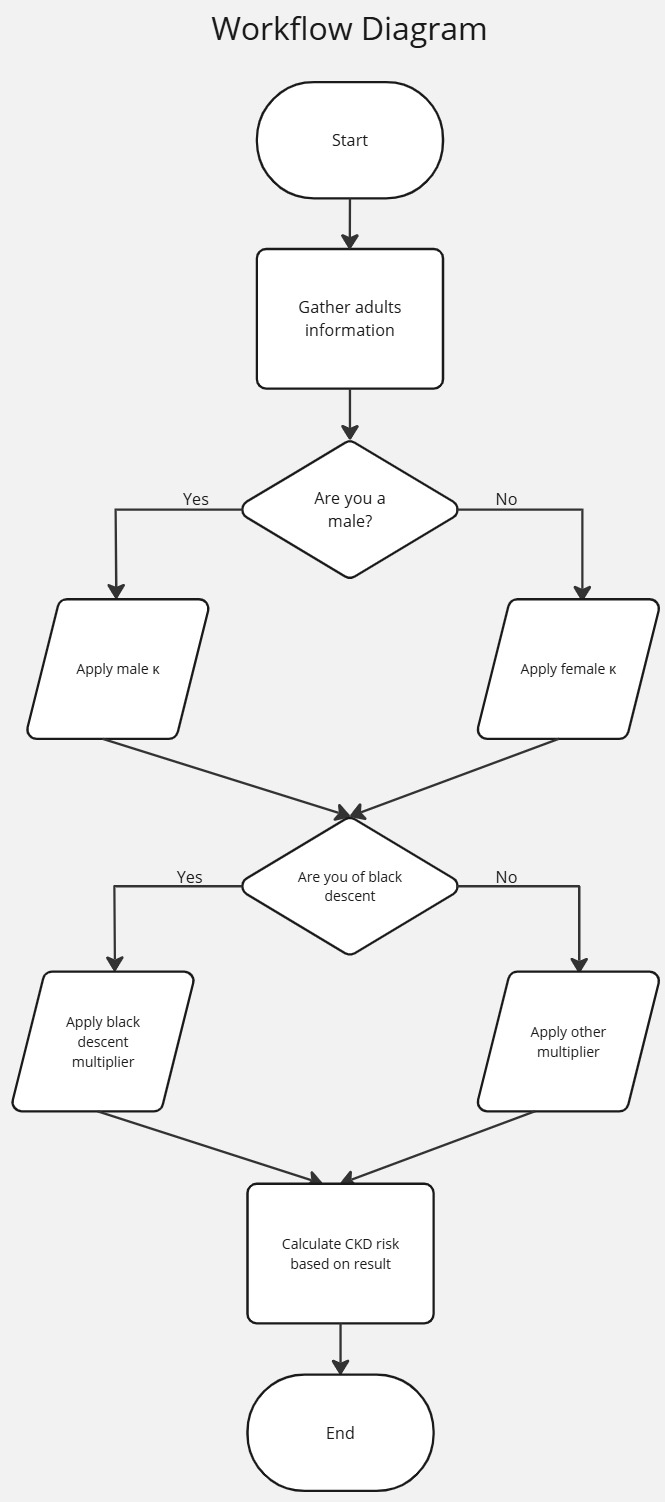 Workflow Diagram
Start
Gather adults
information
Are you a
male?
Yes
No
Apply male κ
Apply female κ
Are you of black
descent
Yes
No
Apply black
descent
multiplier
Apply other
multiplier
Calculate CKD risk
based on result
End